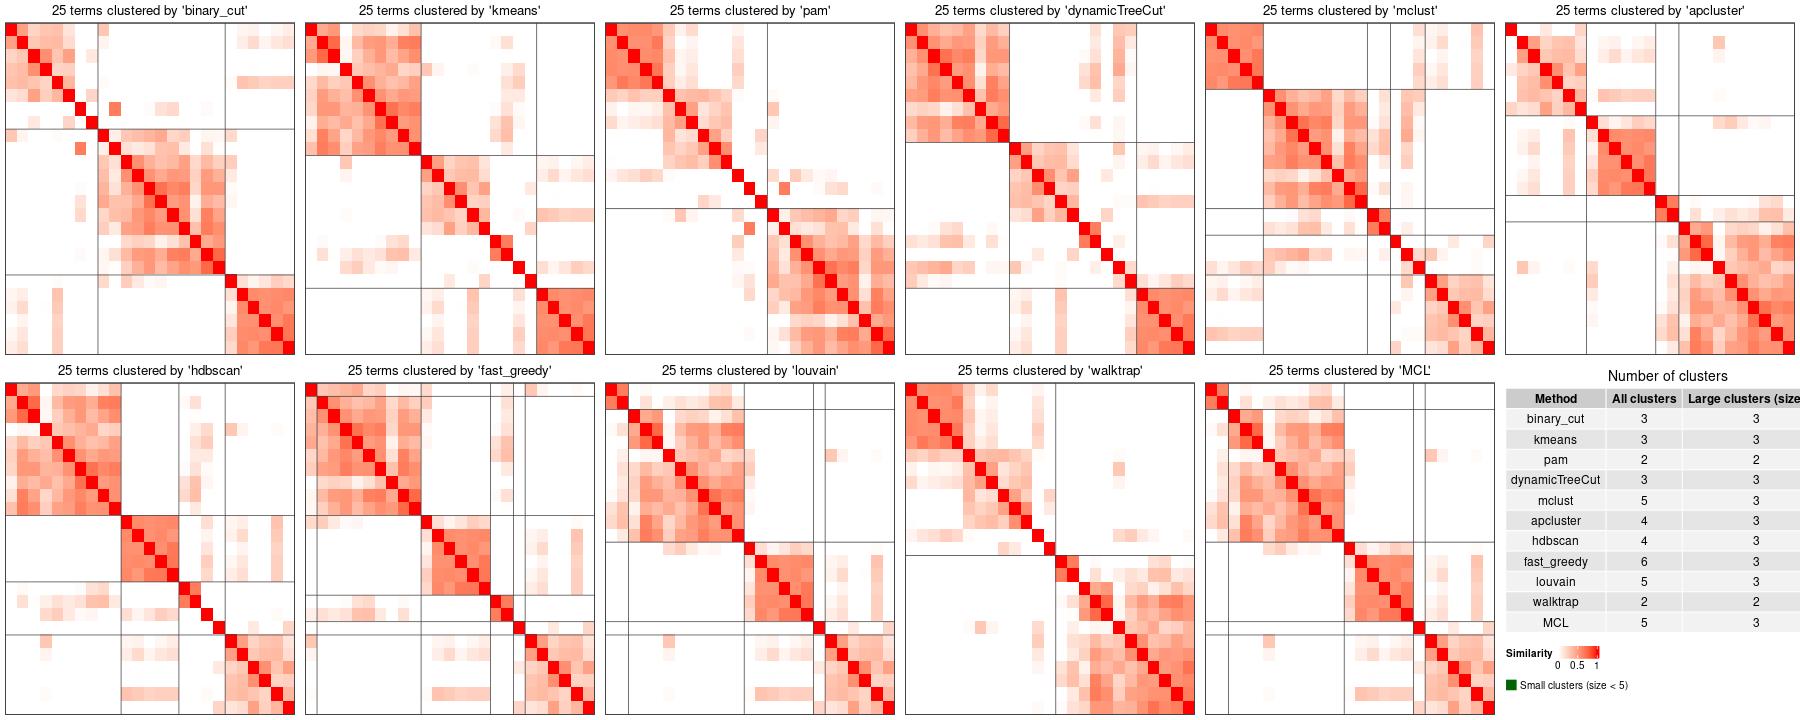 25 terms clustered by 'binary_cut'
25 terms clustered by 'kmeans'
25 terms clustered by 'pam'
25 terms clustered by 'dynamicTreeCut'
25 terms clustered by 'mclust'
25 terms clustered by 'apcluster'
25 terms clustered by 'hdbscan'
25 terms clustered by 'fast_greedy'
25 terms clustered by 'louvain'
25 terms clustered by 'walktrap'
25 terms clustered by 'MCL'
Number of clusters
Method All clusters Large clusters (size
binary_cut 3 3
kmeans 3 3
pam 2 2
dynamicTreeCut 3 3
mclust 5 3
apcluster 4 3
hdbscan 4 3
fast_greedy 6 3
louvain 5 3
walktrap 2 2
MCL 5 3
Similarity
0 0.5 1
Small clusters (size < 5)